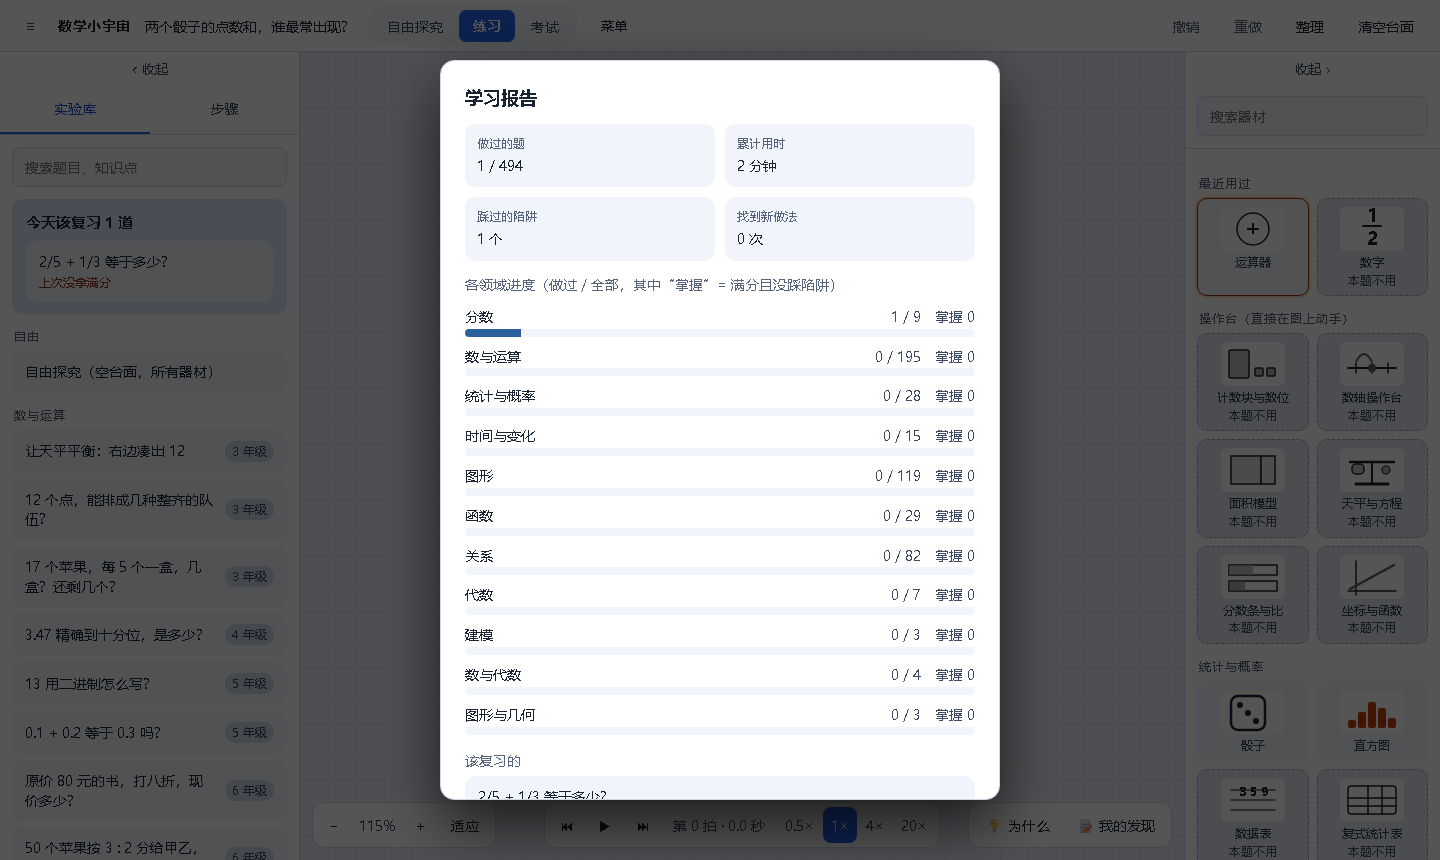 ≡ 数学小宇宙 两个骰子的点数和，谁最常出现？ 自由探究 练习 考试 菜单 撤销 重做 整理 清空台面
‹ 收起
实验库 步骤
搜索题目、知识点
今天该复习 1 道
2/5 + 1/3 等于多少？
上次没拿满分
自由
自由探究（空台面，所有器材）
数与运算
让天平平衡：右边凑出 12 3 年级
12 个点，能排成几种整齐的队伍？ 3 年级
17 个苹果，每 5 个一盒，几盒？还剩几个？ 3 年级
3.47 精确到十分位，是多少？ 4 年级
13 用二进制怎么写？ 5 年级
0.1 + 0.2 等于 0.3 吗？ 5 年级
原价 80 元的书，打八折，现价多少？ 6 年级
50 个苹果按 3 : 2 分给甲乙， 6 年级
学习报告
做过的题
1 / 494
累计用时
2 分钟
踩过的陷阱
1 个
找到新做法
0 次
各领域进度（做过 / 全部，其中“掌握” = 满分且没踩陷阱）
分数 1 / 9 掌握 0
数与运算 0 / 195 掌握 0
统计与概率 0 / 28 掌握 0
时间与变化 0 / 15 掌握 0
图形 0 / 119 掌握 0
函数 0 / 29 掌握 0
关系 0 / 82 掌握 0
代数 0 / 7 掌握 0
建模 0 / 3 掌握 0
数与代数 0 / 4 掌握 0
图形与几何 0 / 3 掌握 0
该复习的
2/5 + 1/3 等于多少？
− 115% + 适应
第 0 拍 · 0.0 秒 0.5× 1× 4× 20×
为什么 我的发现
收起 ›
搜索器材
最近用过
运算器
1
2
数字
本题不用
操作台（直接在图上动手）
计数块与数位
本题不用
数轴操作台
本题不用
面积模型
本题不用
天平与方程
本题不用
分数条与比
本题不用
坐标与函数
本题不用
统计与概率
骰子
直方图
3 5 9
数据表
本题不用
复式统计表
本题不用